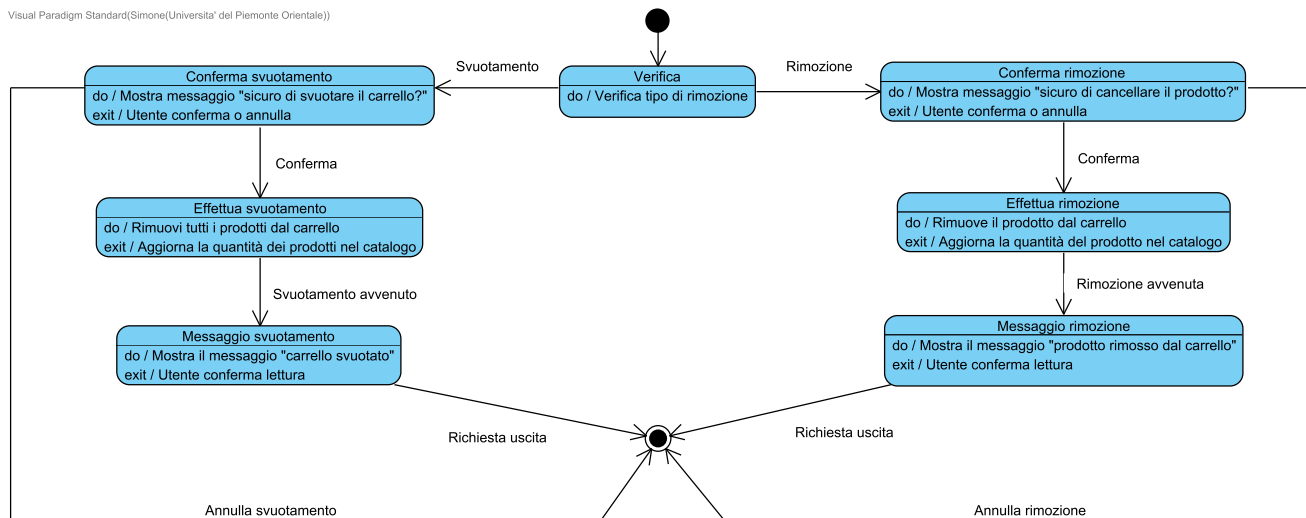 Visual Paradigm Standard(Simone(Universita' del Piemonte Orientale))
Conferma svuotamento
do / Mostra messaggio "sicuro di svuotare il carrello?"
exit / Utente conferma o annulla
Svuotamento
Verifica
do / Verifica tipo di rimozione
Rimozione
Conferma rimozione
do / Mostra messaggio "sicuro di cancellare il prodotto?"
exit / Utente conferma o annulla
Conferma
Conferma
Effettua svuotamento
do / Rimuovi tutti i prodotti dal carrello
exit / Aggiorna la quantità dei prodotti nel catalogo
Effettua rimozione
do / Rimuove il prodotto dal carrello
exit / Aggiorna la quantità del prodotto nel catalogo
Svuotamento avvenuto
Rimozione avvenuta
Messaggio svuotamento
do / Mostra il messaggio "carrello svuotato"
exit / Utente conferma lettura
Messaggio rimozione
do / Mostra il messaggio "prodotto rimosso dal carrello"
exit / Utente conferma lettura
Richiesta uscita
Richiesta uscita
Annulla svuotamento
Annulla rimozione